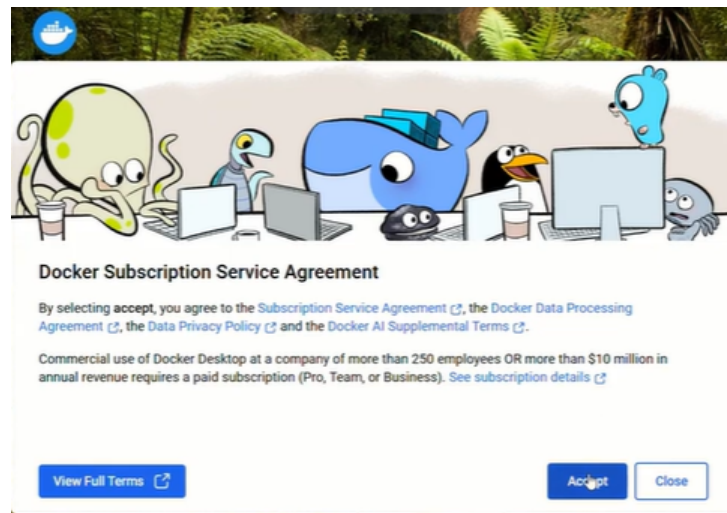 Docker Subscription Service Agreement
By selecting accept, you agree to the Subscription Service Agreement, the Docker Data Processing
Agreement, the Data Privacy Policy and the Docker AI Supplemental Terms.
Commercial use of Docker Desktop at a company of more than 250 employees OR more than $10 million in
annual revenue requires a paid subscription (Pro, Team, or Business). See subscription details
View Full Terms
Accept
Close